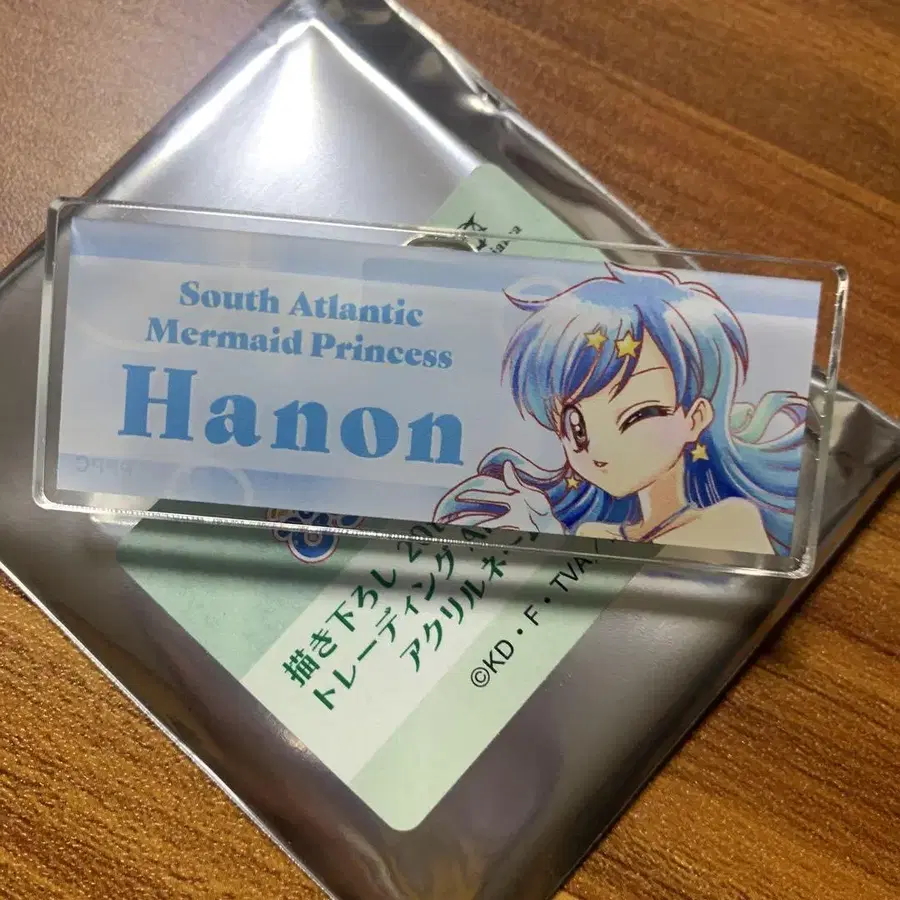 South Atlantic
Mermaid Princess
Hanon
描き下ろし
トレーディング
アクリルネ
©KD・F・TVA